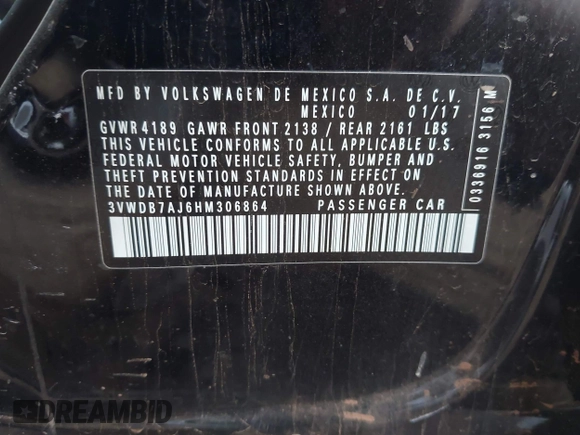 MFD BY VOLKSWAGEN DE MEXICO S.A. DE C.V.
MEXICO 01/17
GVWR 4189 GAWR FRONT 2138 / REAR 2161 LBS
THIS VEHICLE CONFORMS TO ALL APPLICABLE U.S.
FEDERAL MOTOR VEHICLE SAFETY, BUMPER AND
THEFT PREVENTION STANDARDS IN EFFECT ON
THE DATE OF MANUFACTURE SHOWN ABOVE.
3VWDB7AJ6HM306864 PASSENGER CAR
0336916 3156 M
DREAMBID